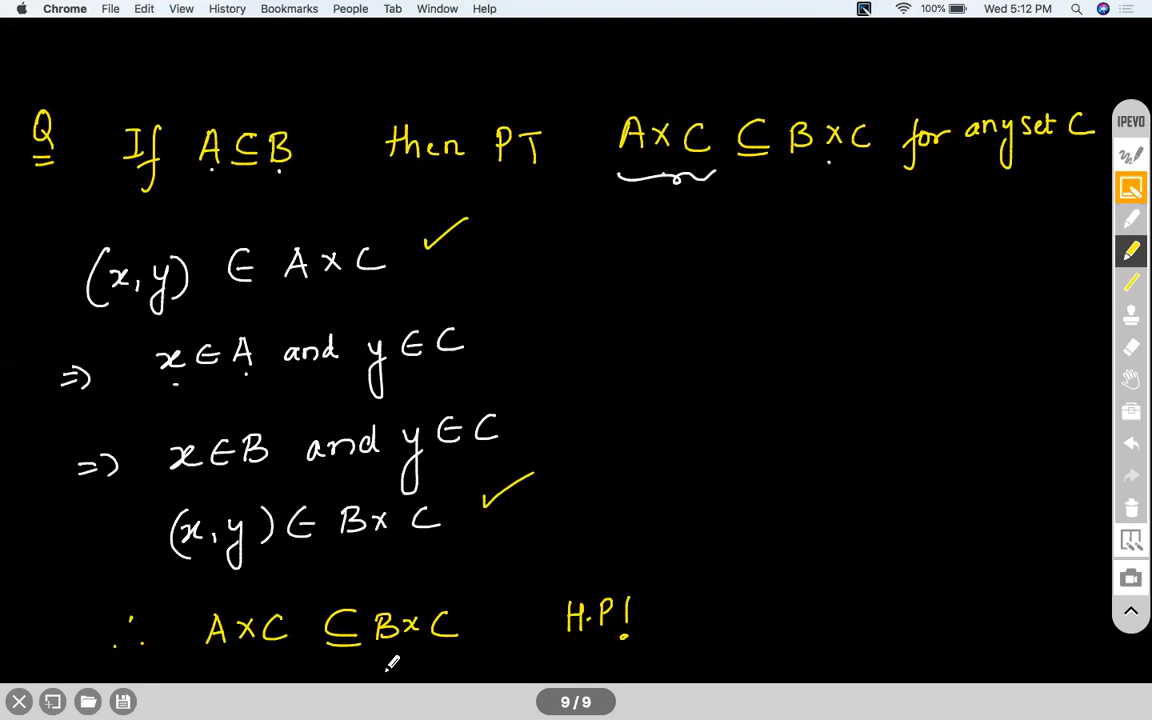 Chrome File Edit View History Bookmarks People Tab Window Help 100% Wed 5:12 PM
Q If A ⊆ B then PT A × C ⊆ B × C for any set C
IPEVO
(x, y) ∈ A × C ✓
⇒ x ∈ A and y ∈ C
⇒ x ∈ B and y ∈ C
(x, y) ∈ B × C ✓
∴ A × C ⊆ B × C H.P!
9 / 9